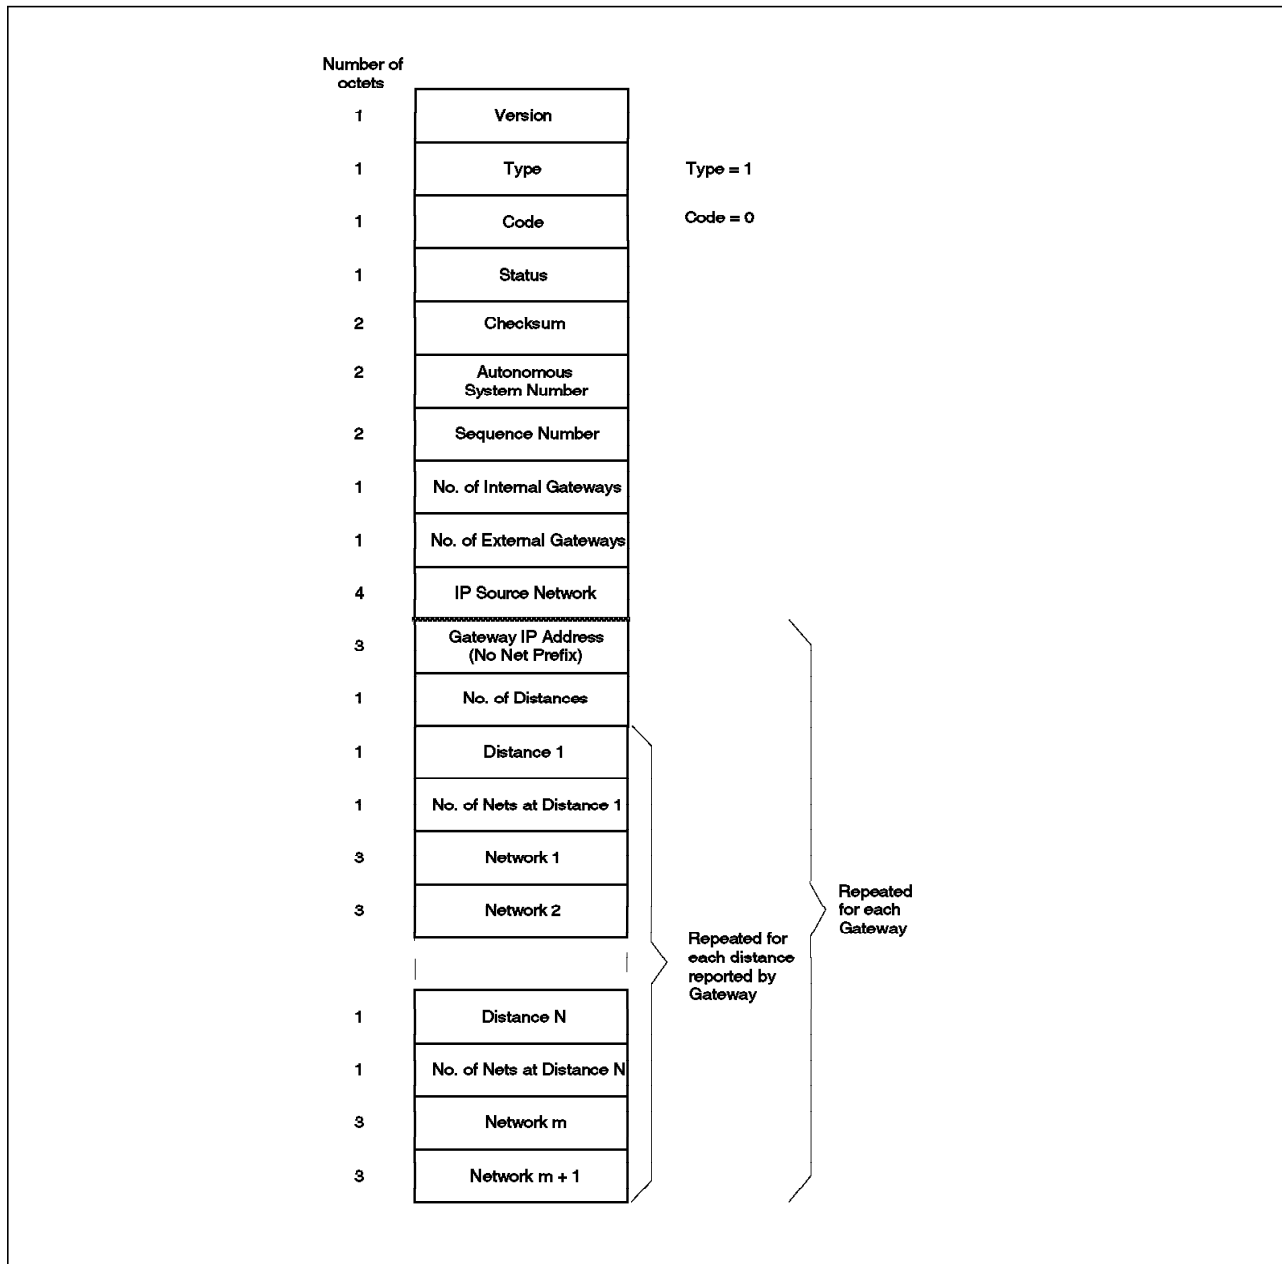 Number of
octets
1 Version
1 Type Type = 1
1 Code Code = 0
1 Status
2 Checksum
2 Autonomous
System Number
2 Sequence Number
1 No. of Internal Gateways
1 No. of External Gateways
4 IP Source Network
3 Gateway IP Address
(No Net Prefix)
1 No. of Distances
1 Distance 1
1 No. of Nets at Distance 1
3 Network 1
3 Network 2
Repeated
for each
Gateway
Repeated for
each distance
reported by
Gateway
1 Distance N
1 No. of Nets at Distance N
3 Network m
3 Network m + 1